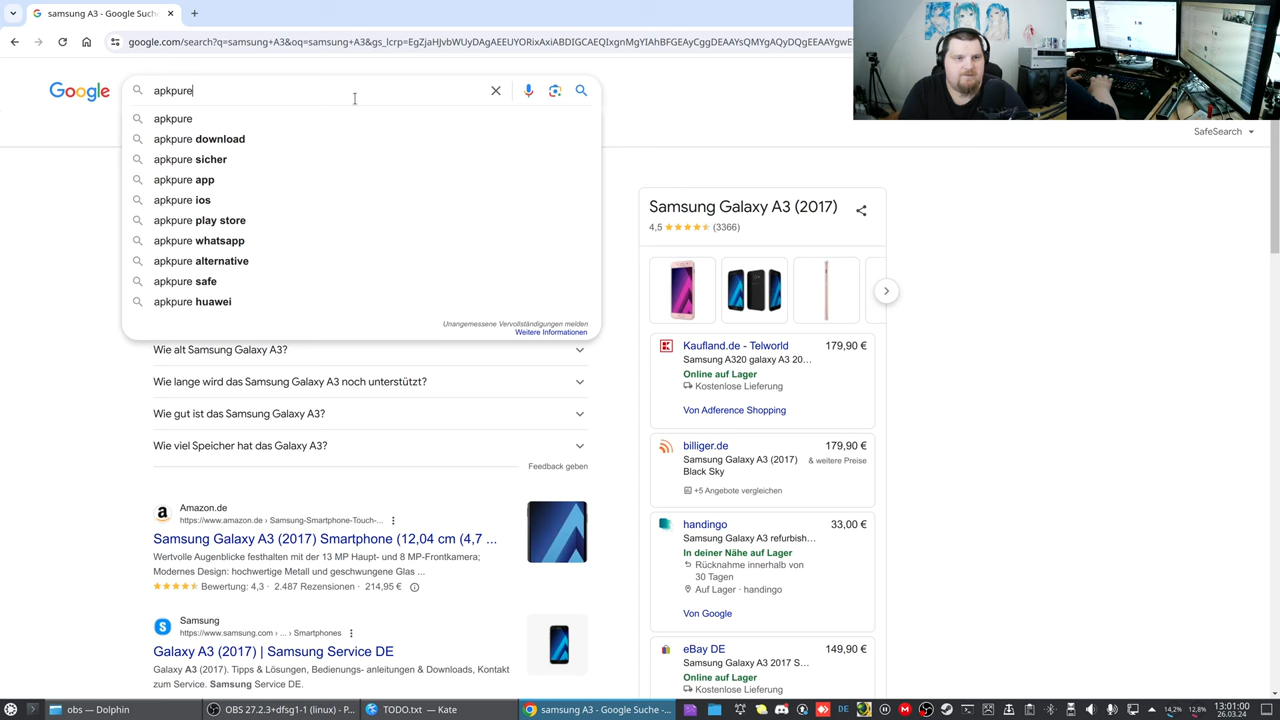 samsung A3 - Google Suche
google.com/search?q=samsung+A3&oq=samsung+A3&gs_lcrp=
SafeSearch
Google
apkpure
apkpure
apkpure download
apkpure sicher
apkpure app
apkpure ios
apkpure play store
apkpure whatsapp
apkpure alternative
apkpure safe
apkpure huawei
Unangemessene Vervollständigungen melden
Weitere Informationen
Wie alt Samsung Galaxy A3?
Wie lange wird das Samsung Galaxy A3 noch unterstützt?
Wie gut ist das Samsung Galaxy A3?
Wie viel Speicher hat das Galaxy A3?
Feedback geben
Amazon.de
https://www.amazon.de › Samsung-Smartphone-Touch-...
Samsung Galaxy A3 (2017) Smartphone (12,04 cm (4,7 ...
Wertvolle Augenblicke festhalten mit der 13 MP Haupt- und 8 MP-Frontkamera;
Modernes Design: hochwertige Metall und geschwungene Glas ...
Bewertung: 4,3 · 2.487 Rezensionen · 214,95 €
Samsung
https://www.samsung.com › ... › Smartphones
Galaxy A3 (2017) | Samsung Service DE
Galaxy A3 (2017). Tipps & Lösungen, Bedienungs- anleitungen & Downloads, Kontakt
zum Service. Samsung Service DE.
Samsung Galaxy A3 (2017)
4,5 (3366)
Kaufland.de - Telworld 179,90 €
Samsung A320 galaxy A3 20...
Online auf Lager
Kostenlose Lieferung
Von Adference Shopping
billiger.de 179,90 €
Samsung Galaxy A3 (2017) & weitere Preise
Black Sky
+5 Angebote vergleichen
handingo 33,00 €
Samsung Galaxy A3 refurbish...
In deiner Nähe auf Lager
Rücknahme innerhalb von
30 Tagen
Auf Lager · handingo
Von Google
eBay DE 149,90 €
Samsung Galaxy A3 2017 S...
Online auf Lager
Kostenlose Lieferung
obs — Dolphin
OBS 27.2.3+dfsg1-1 (linux) - P...
TODO.txt — Kate
samsung A3 - Google Suche -...
DE
14,2% 12,8%
13:01:00
26.03.24